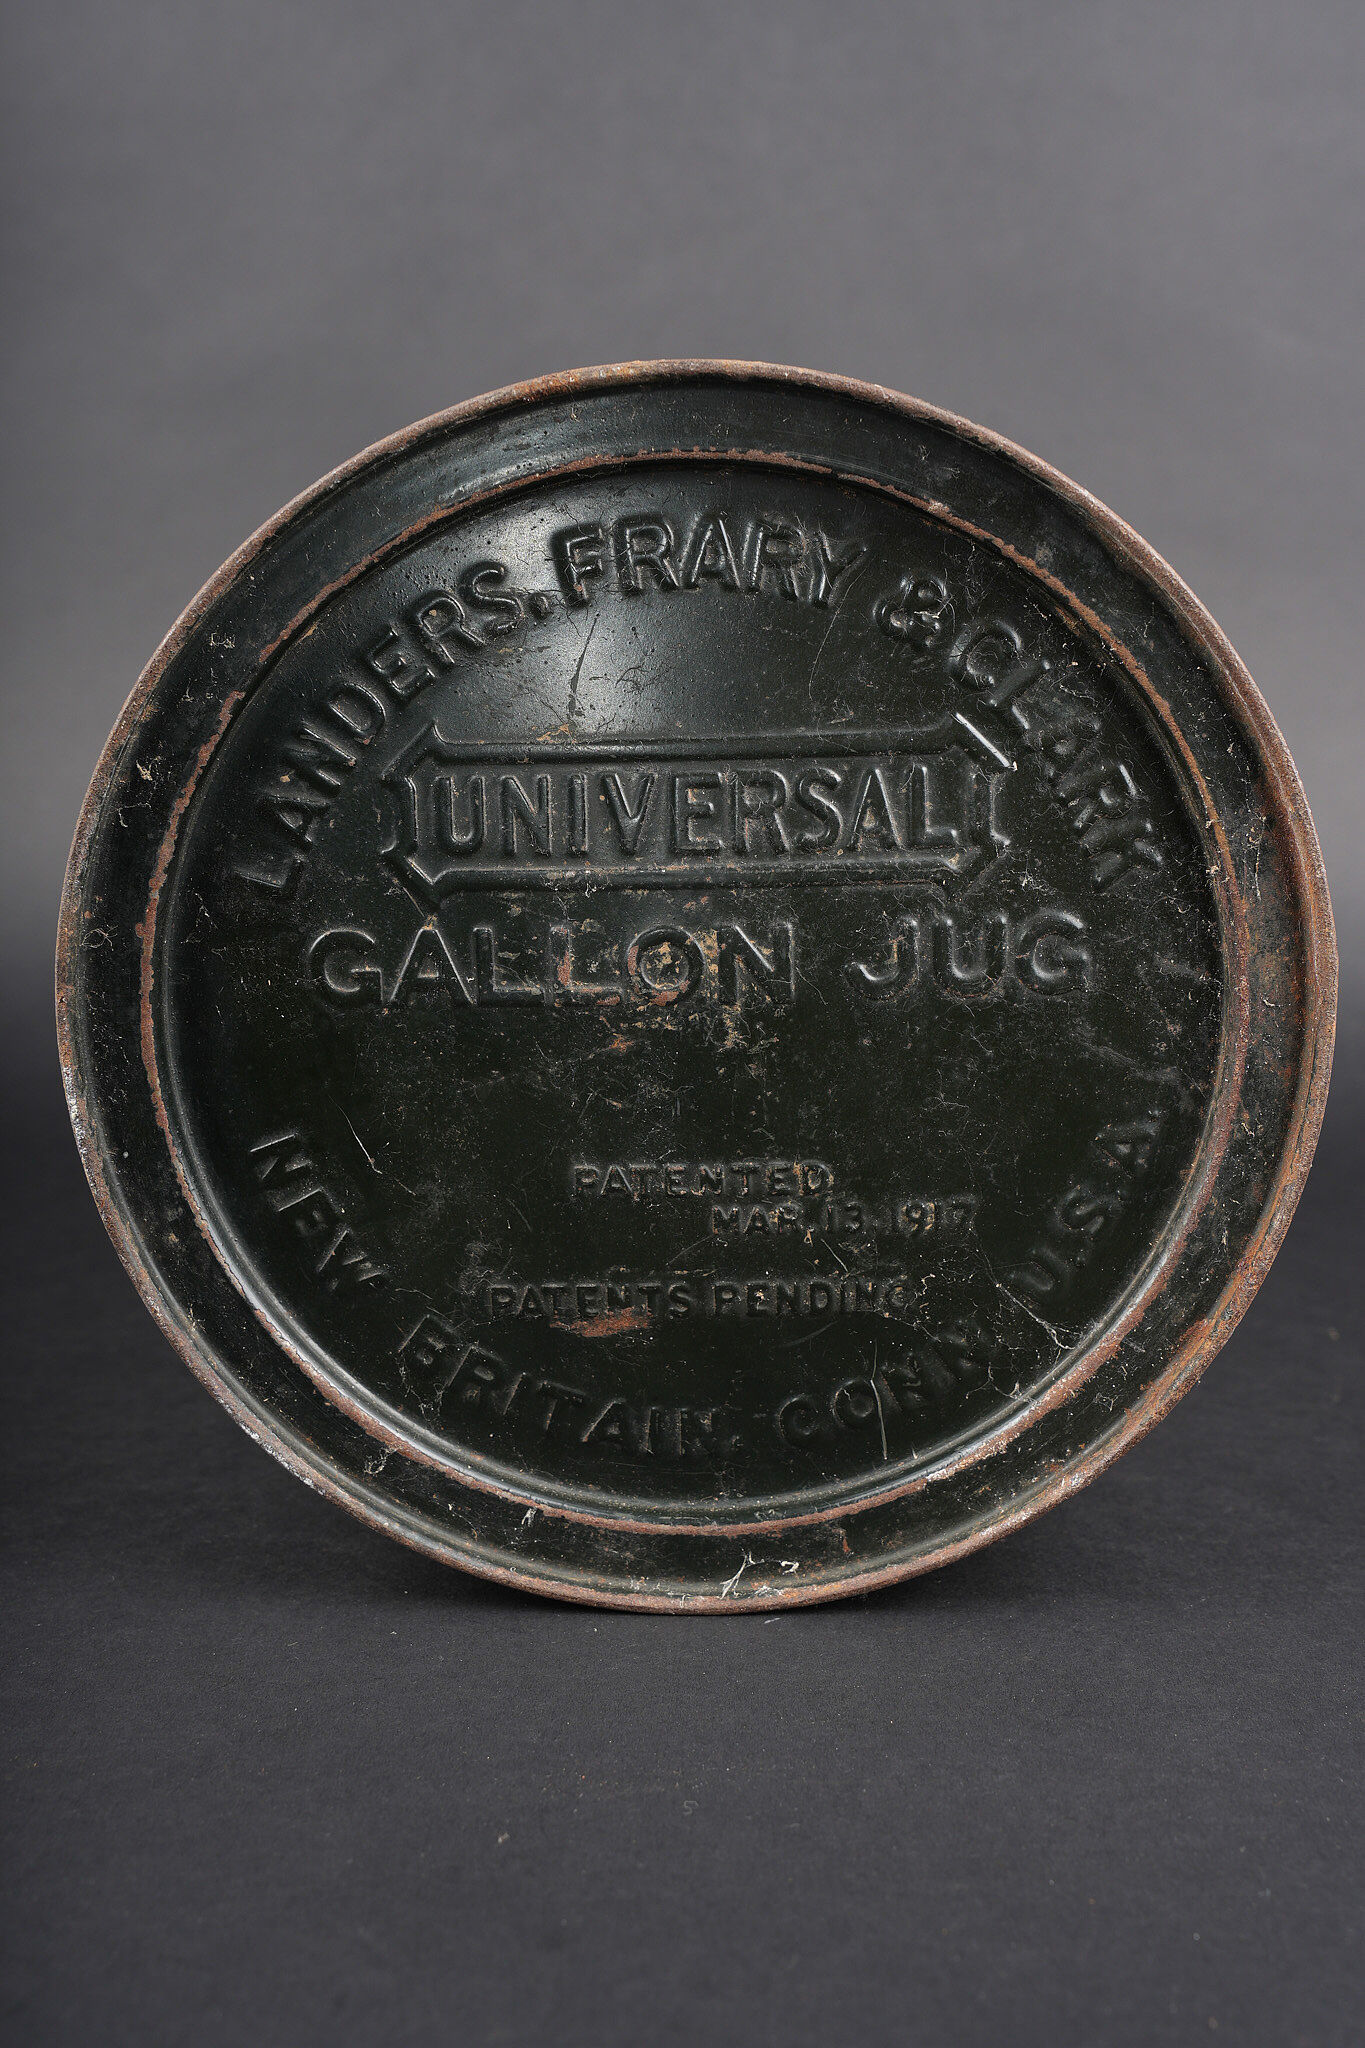 LANDERS. FRARY & CLARK
UNIVERSAL
GALLON JUG
PATENTED
MAR. 13. 1917
PATENTS PENDING
NEW BRITAIN. CONN. U.S.A.